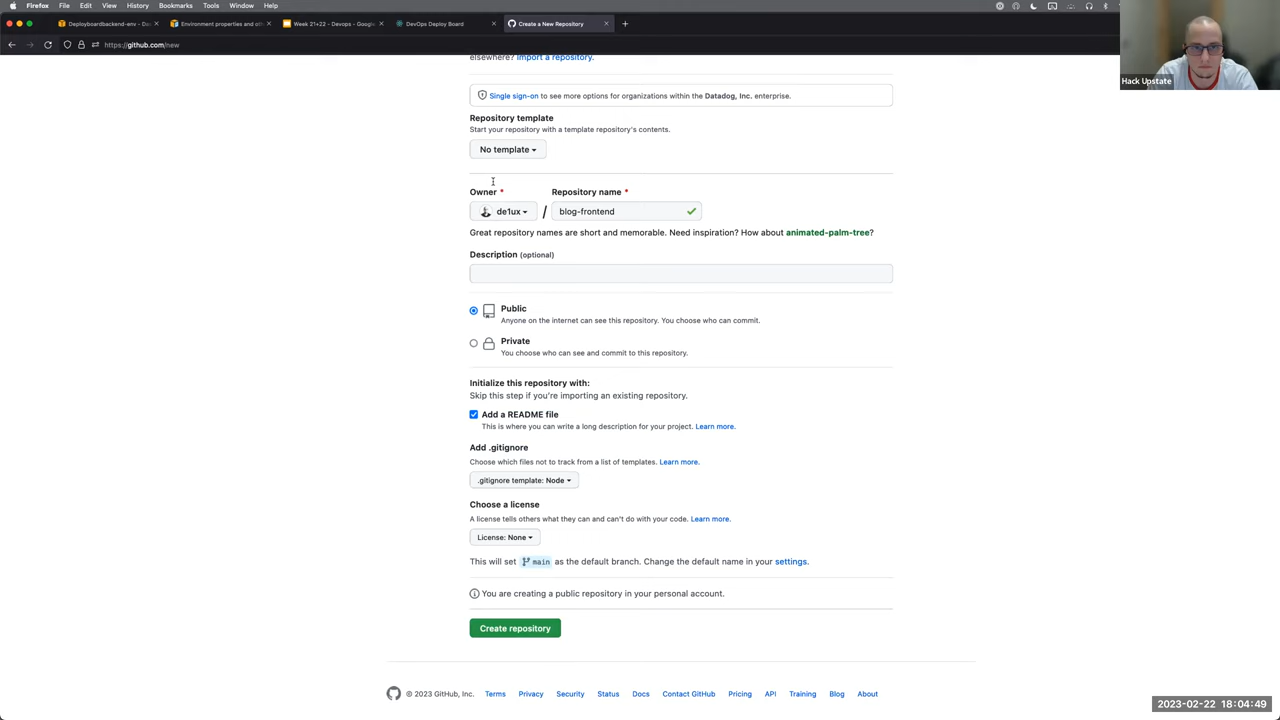 Firefox File Edit View History Bookmarks Tools Window Help
Deployboardbackend-env - Ela
Environment properties and oth
Week 21+22 - Devops - Google
DevOps Deploy Board
Create a New Repository
https://github.com/new
Hack Upstate
elsewhere? Import a repository.
Single sign-on to see more options for organizations within the Datadog, Inc. enterprise.
Repository template
Start your repository with a template repository's contents.
No template
Owner * Repository name *
de1ux / blog-frontend
Great repository names are short and memorable. Need inspiration? How about animated-palm-tree?
Description (optional)
Public
Anyone on the internet can see this repository. You choose who can commit.
Private
You choose who can see and commit to this repository.
Initialize this repository with:
Skip this step if you're importing an existing repository.
Add a README file
This is where you can write a long description for your project. Learn more.
Add .gitignore
Choose which files not to track from a list of templates. Learn more.
.gitignore template: Node
Choose a license
A license tells others what they can and can't do with your code. Learn more.
License: None
This will set main as the default branch. Change the default name in your settings.
You are creating a public repository in your personal account.
Create repository
© 2023 GitHub, Inc. Terms Privacy Security Status Docs Contact GitHub Pricing API Training Blog About
2023-02-22 18:04:49